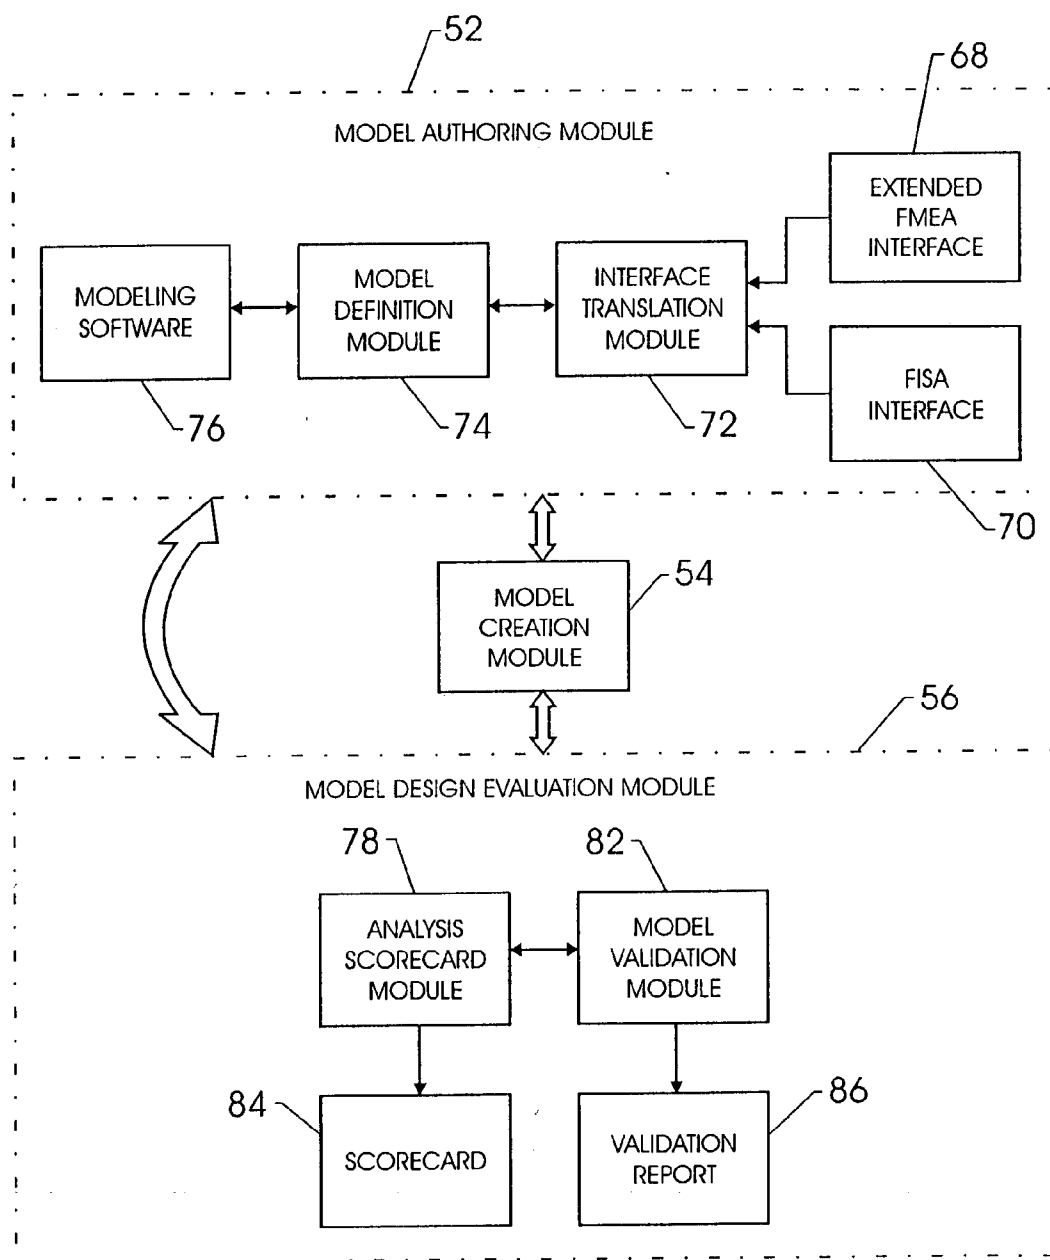 52
68
MODEL AUTHORING MODULE
EXTENDED
FMEA
INTERFACE
MODELING
SOFTWARE
MODEL
DEFINITION
MODULE
INTERFACE
TRANSLATION
MODULE
FISA
INTERFACE
76
74
72
70
MODEL
CREATION
MODULE
54
56
MODEL DESIGN EVALUATION MODULE
78
82
ANALYSIS
SCORECARD
MODULE
MODEL
VALIDATION
MODULE
84
86
SCORECARD
VALIDATION
REPORT